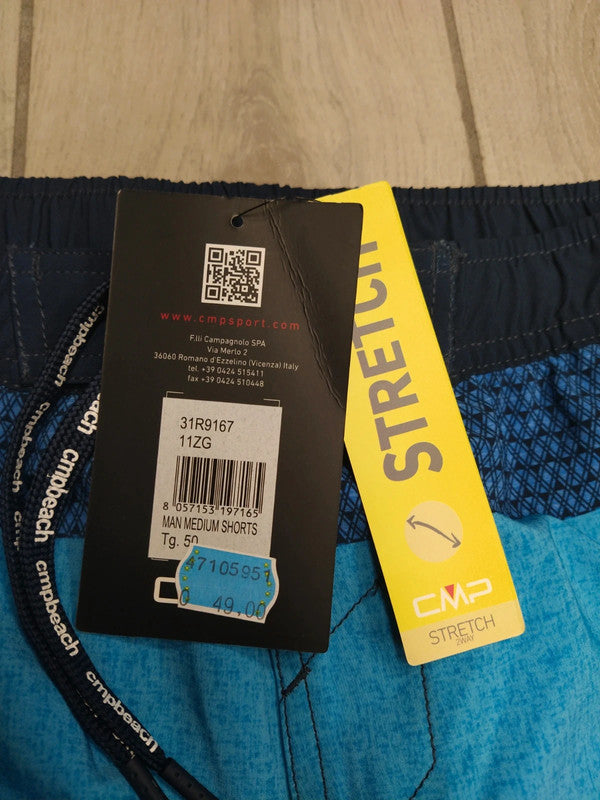 www.cmpsport.com
F.lli Campagnolo SPA
Via Merlo 2
36060 Romano d'Ezzelino (Vicenza) Italy
tel. +39 0424 515411
fax +39 0424 510448
31R9167
11ZG
8 057153 197165
MAN MEDIUM SHORTS
Tg. 50
47105951
49,00
STRETCH
CMP
STRETCH
2WAY
cmpbeach
cmpbeach
cmpbeach
cmpbeach
cmpbeach